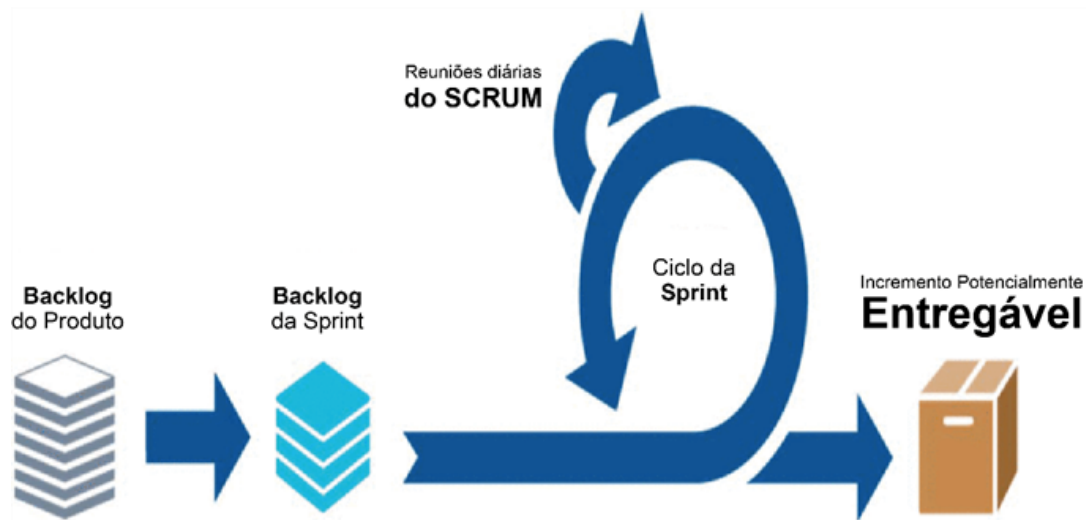 Reuniões diárias
do SCRUM
Backlog
do Produto
Backlog
da Sprint
Ciclo da
Sprint
Incremento Potencialmente
Entregável